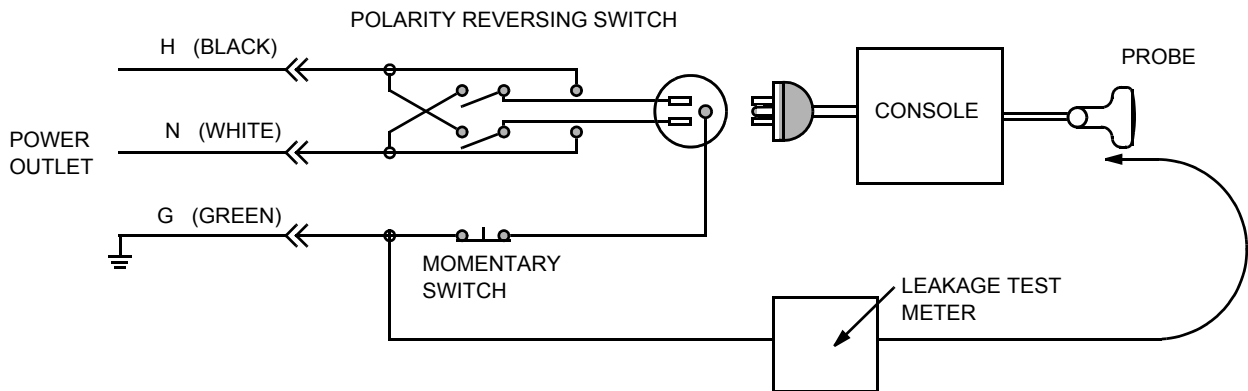 POLARITY REVERSING SWITCH
H (BLACK)
PROBE
CONSOLE
N (WHITE)
POWER
OUTLET
G (GREEN)
MOMENTARY
SWITCH
LEAKAGE TEST
METER